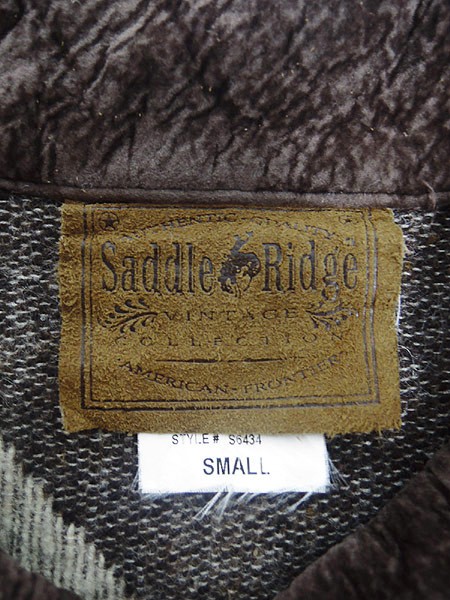 AUTHENTIC QUALITY
Saddle Ridge
VINTAGE
COLLECTION
AMERICAN-FRONTIER
STYLE# S6434
SMALL